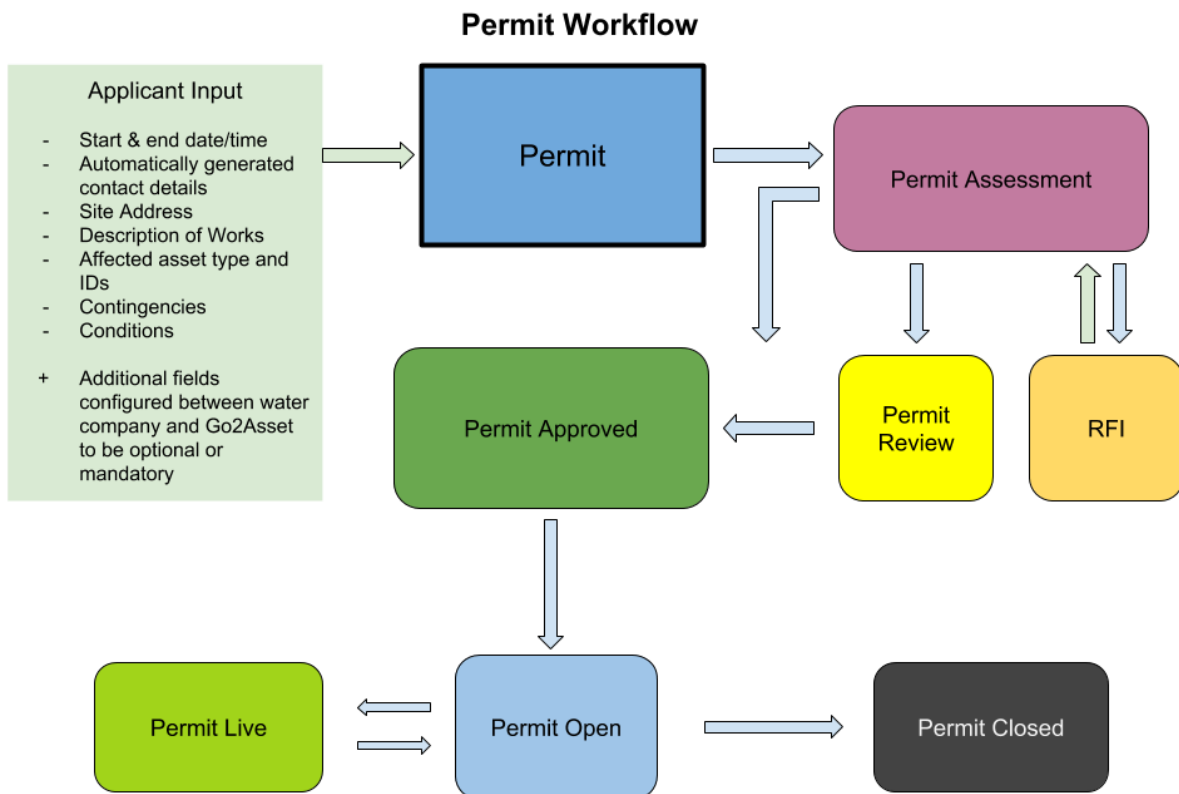 Permit Workflow
Applicant Input
- Start & end date/time
- Automatically generated
contact details
- Site Address
- Description of Works
- Affected asset type and
IDs
- Contingencies
- Conditions
+ Additional fields
configured between water
company and Go2Asset
to be optional or
mandatory
Permit
Permit Assessment
Permit Approved
Permit
Review
RFI
Permit Live
Permit Open
Permit Closed